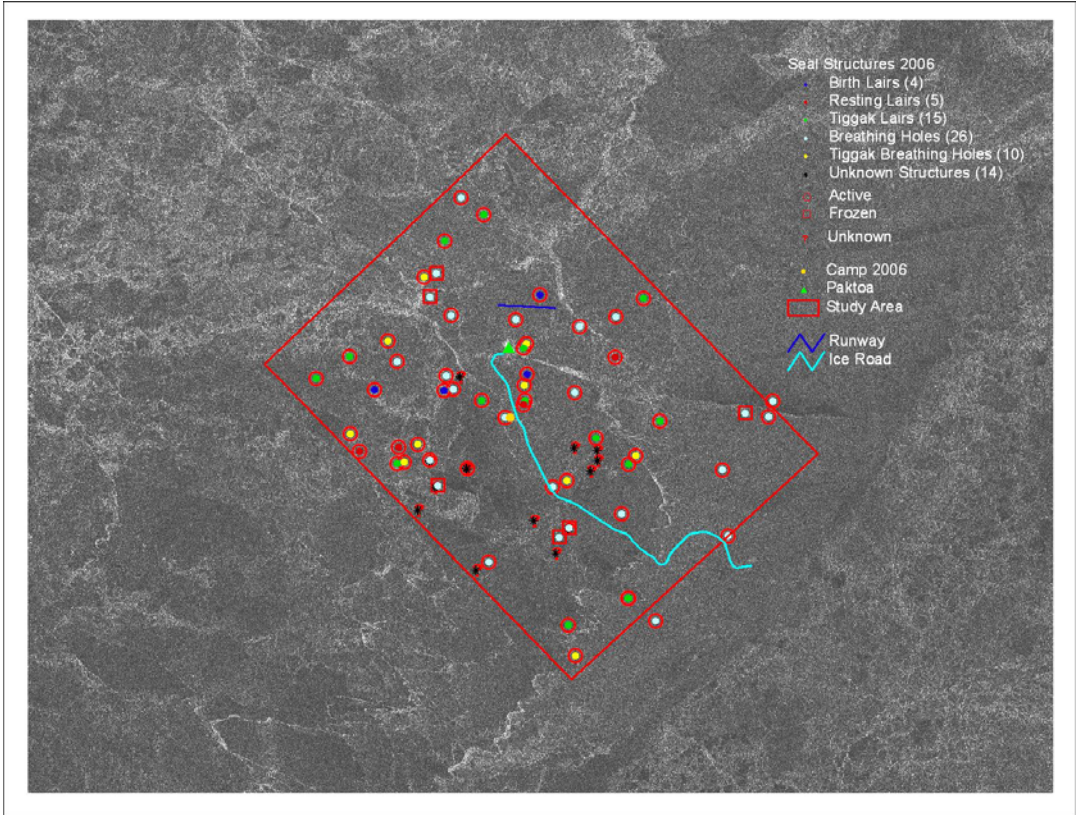 Seal Structures 2006
Birth Lairs (4)
Resting Lairs (5)
Tiggak Lairs (15)
Breathing Holes (26)
Tiggak Breathing Holes (10)
Unknown Structures (14)
Active
Frozen
Unknown
Camp 2006
Paktoa
Study Area
Runway
Ice Road